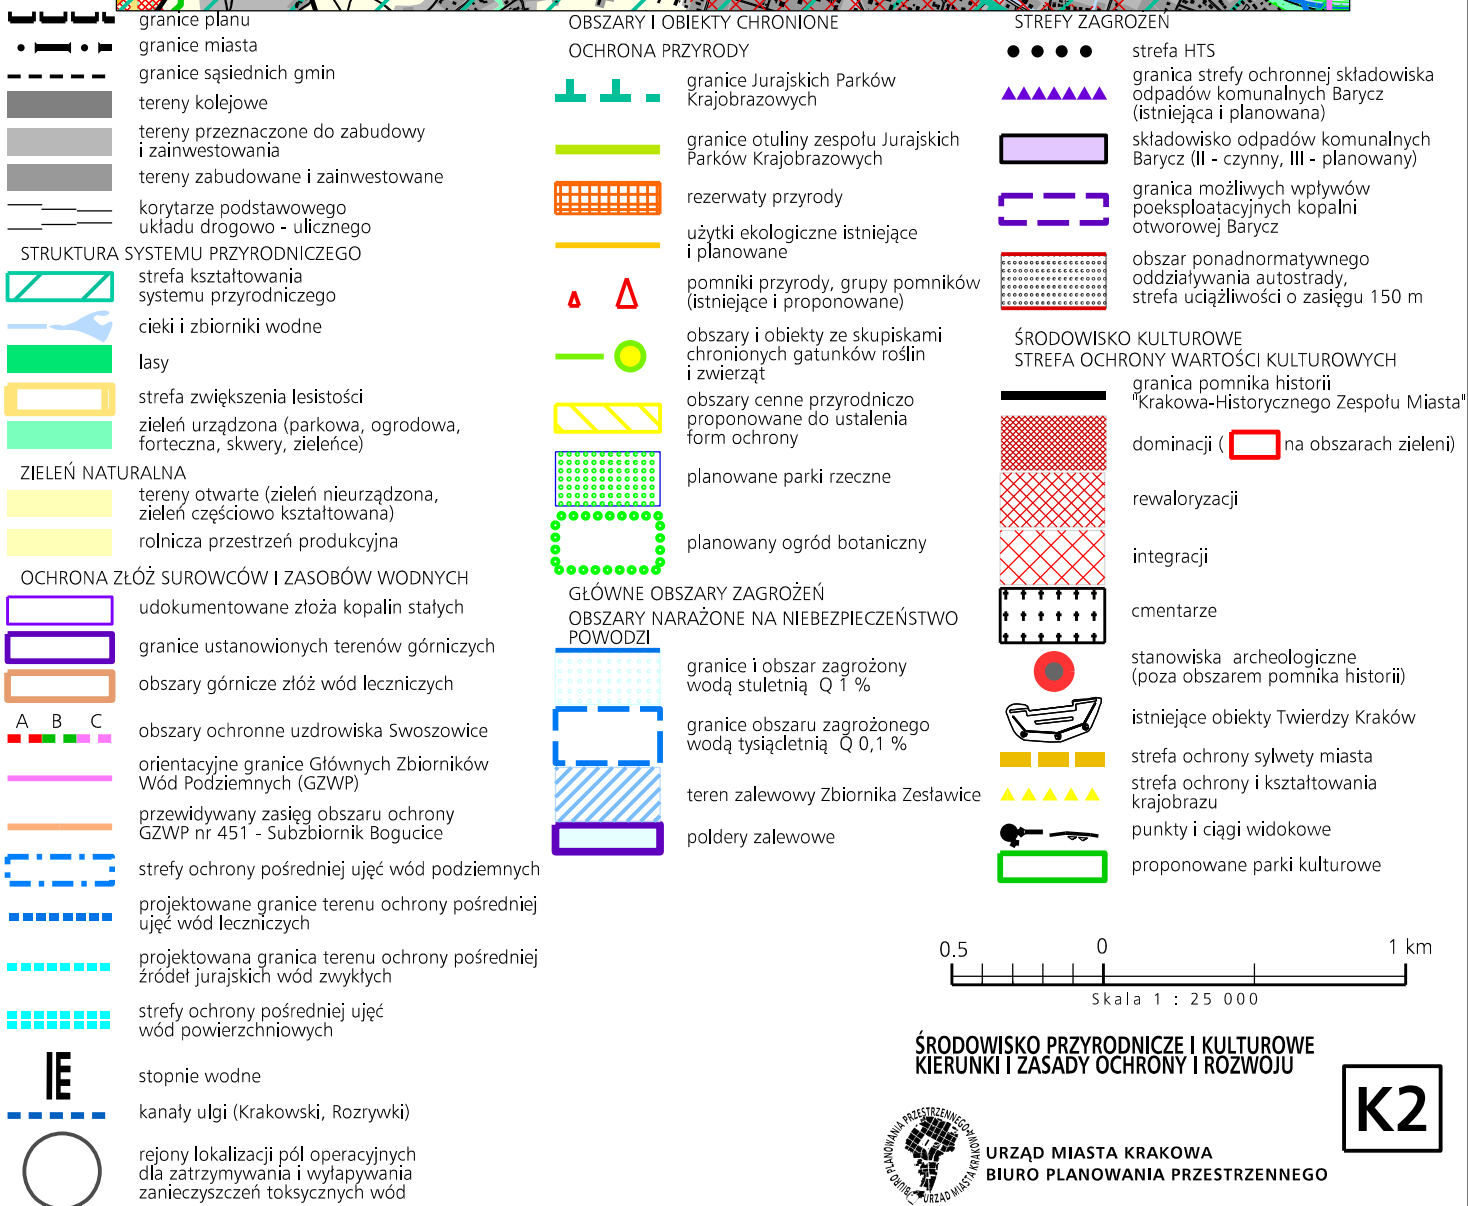 granice planu
granice miasta
granice sąsiednich gmin
tereny kolejowe
tereny przeznaczone do zabudowy
i zainwestowania
tereny zabudowane i zainwestowane
korytarze podstawowego
układu drogowo - ulicznego
STRUKTURA SYSTEMU PRZYRODNICZEGO
strefa kształtowania
systemu przyrodniczego
cieki i zbiorniki wodne
lasy
strefa zwiększenia lesistości
zieleń urządzona (parkowa, ogrodowa,
forteczna, skwery, zieleńce)
ZIELEŃ NATURALNA
tereny otwarte (zieleń nieurządzona,
zieleń częściowo kształtowana)
rolnicza przestrzeń produkcyjna
OCHRONA ZŁÓŻ SUROWCÓW I ZASOBÓW WODNYCH
udokumentowane złoża kopalin stałych
granice ustanowionych terenów górniczych
obszary górnicze złóż wód leczniczych
A B C
obszary ochronne uzdrowiska Swoszowice
orientacyjne granice Głównych Zbiorników
Wód Podziemnych (GZWP)
przewidywany zasięg obszaru ochrony
GZWP nr 451 - Subzbiornik Bogucice
strefy ochrony pośredniej ujęć wód podziemnych
projektowane granice terenu ochrony pośredniej
ujęć wód leczniczych
projektowana granica terenu ochrony pośredniej
źródeł jurajskich wód zwykłych
strefy ochrony pośredniej ujęć
wód powierzchniowych
stopnie wodne
kanały ulgi (Krakowski, Rozrywki)
rejony lokalizacji pól operacyjnych
dla zatrzymywania i wyłapywania
zanieczyszczeń toksycznych wód
OBSZARY I OBIEKTY CHRONIONE
OCHRONA PRZYRODY
granice Jurajskich Parków
Krajobrazowych
granice otuliny zespołu Jurajskich
Parków Krajobrazowych
rezerwaty przyrody
użytki ekologiczne istniejące
i planowane
pomniki przyrody, grupy pomników
(istniejące i proponowane)
obszary i obiekty ze skupiskami
chronionych gatunków roślin
i zwierząt
obszary cenne przyrodniczo
proponowane do ustalenia
form ochrony
planowane parki rzeczne
planowany ogród botaniczny
GŁÓWNE OBSZARY ZAGROŻEŃ
OBSZARY NARAŻONE NA NIEBEZPIECZEŃSTWO
POWODZI
granice i obszar zagrożony
wodą stuletnią Q 1 %
granice obszaru zagrożonego
wodą tysiącletnią Q 0,1 %
teren zalewowy Zbiornika Zesławice
poldery zalewowe
STREFY ZAGROŻEŃ
strefa HTS
granica strefy ochronnej składowiska
odpadów komunalnych Barycz
(istniejąca i planowana)
składowisko odpadów komunalnych
Barycz (II - czynny, III - planowany)
granica możliwych wpływów
poeksploatacyjnych kopalni
otworowej Barycz
obszar ponadnormatywnego
oddziaływania autostrady,
strefa uciążliwości o zasięgu 150 m
ŚRODOWISKO KULTUROWE
STREFA OCHRONY WARTOŚCI KULTUROWYCH
granica pomnika historii
"Krakowa-Historycznego Zespołu Miasta"
dominacji ( na obszarach zieleni)
rewaloryzacji
integracji
cmentarze
stanowiska archeologiczne
(poza obszarem pomnika historii)
istniejące obiekty Twierdzy Kraków
strefa ochrony sylwety miasta
strefa ochrony i kształtowania
krajobrazu
punkty i ciągi widokowe
proponowane parki kulturowe
0.5 0 1 km
Skala 1 : 25 000
ŚRODOWISKO PRZYRODNICZE I KULTUROWE
KIERUNKI I ZASADY OCHRONY I ROZWOJU
K2
BIURO PLANOWANIA PRZESTRZENNEGO
URZĄD MIASTA KRAKOWA
URZĄD MIASTA KRAKOWA
BIURO PLANOWANIA PRZESTRZENNEGO